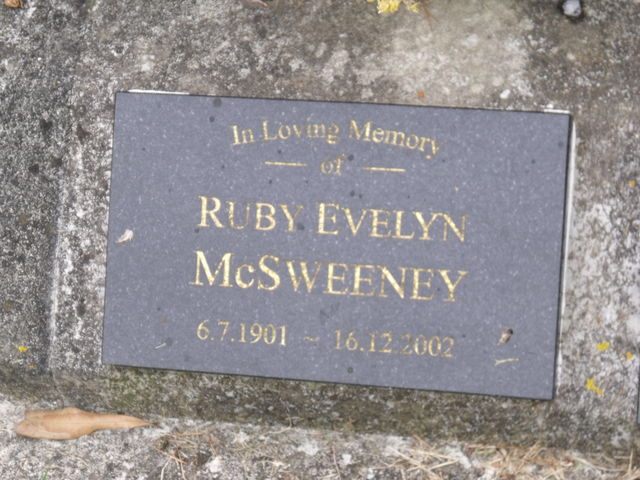 In Loving Memory
of
RUBY EVELYN
McSWEENEY
6.7.1901 ~ 16.12.2002